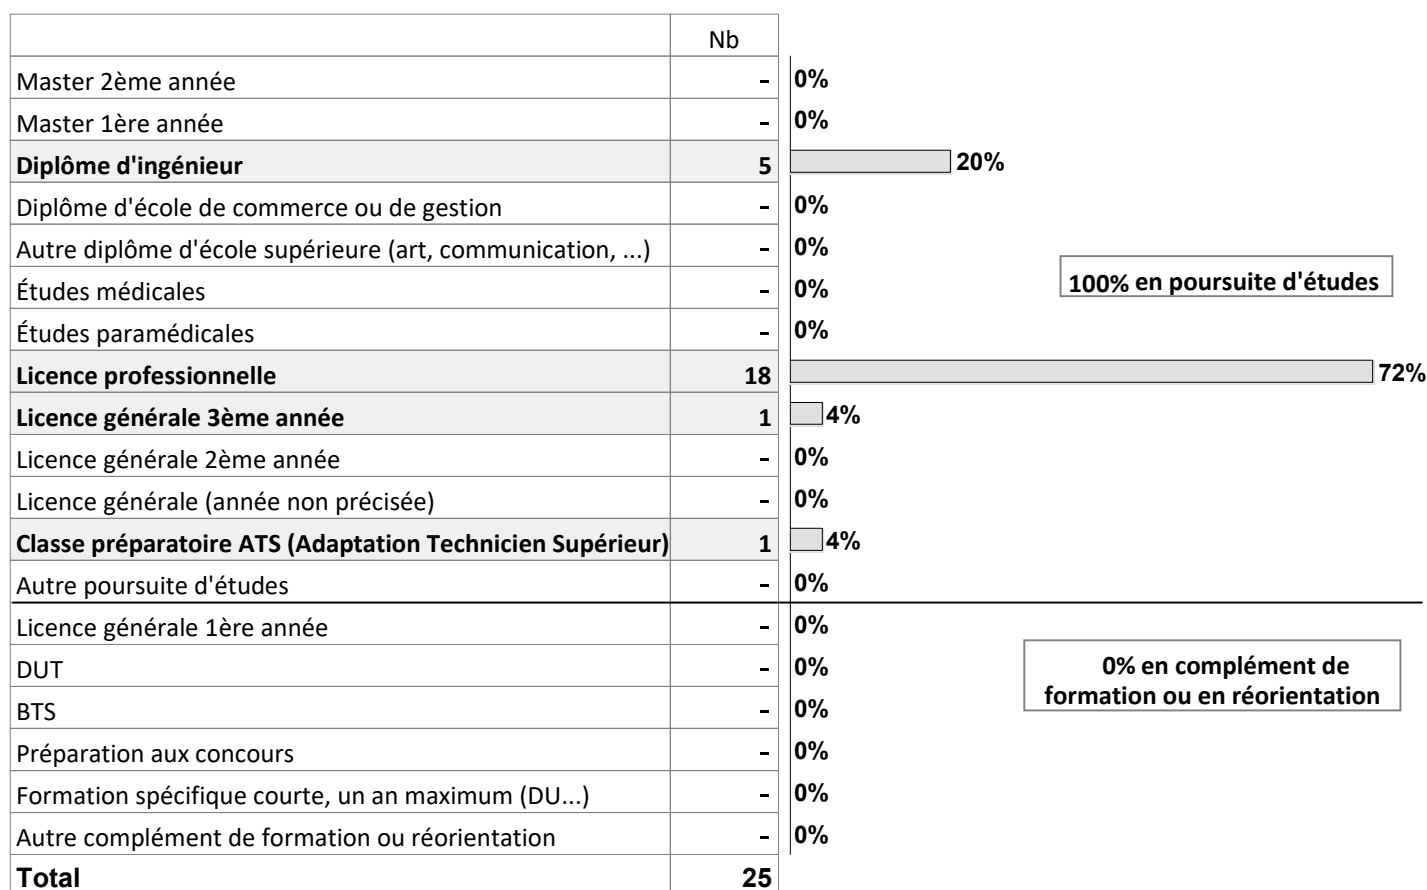 Nb
Master 2ème année - 0%
Master 1ère année - 0%
Diplôme d'ingénieur 5 20%
Diplôme d'école de commerce ou de gestion - 0%
Autre diplôme d'école supérieure (art, communication, ...) - 0%
Études médicales - 0%
100% en poursuite d'études
Études paramédicales - 0%
Licence professionnelle 18 72%
Licence générale 3ème année 1 4%
Licence générale 2ème année - 0%
Licence générale (année non précisée) - 0%
Classe préparatoire ATS (Adaptation Technicien Supérieur) 1 4%
Autre poursuite d'études - 0%
Licence générale 1ère année - 0%
DUT - 0%
0% en complément de
formation ou en réorientation
BTS - 0%
Préparation aux concours - 0%
Formation spécifique courte, un an maximum (DU...) - 0%
Autre complément de formation ou réorientation - 0%
Total 25